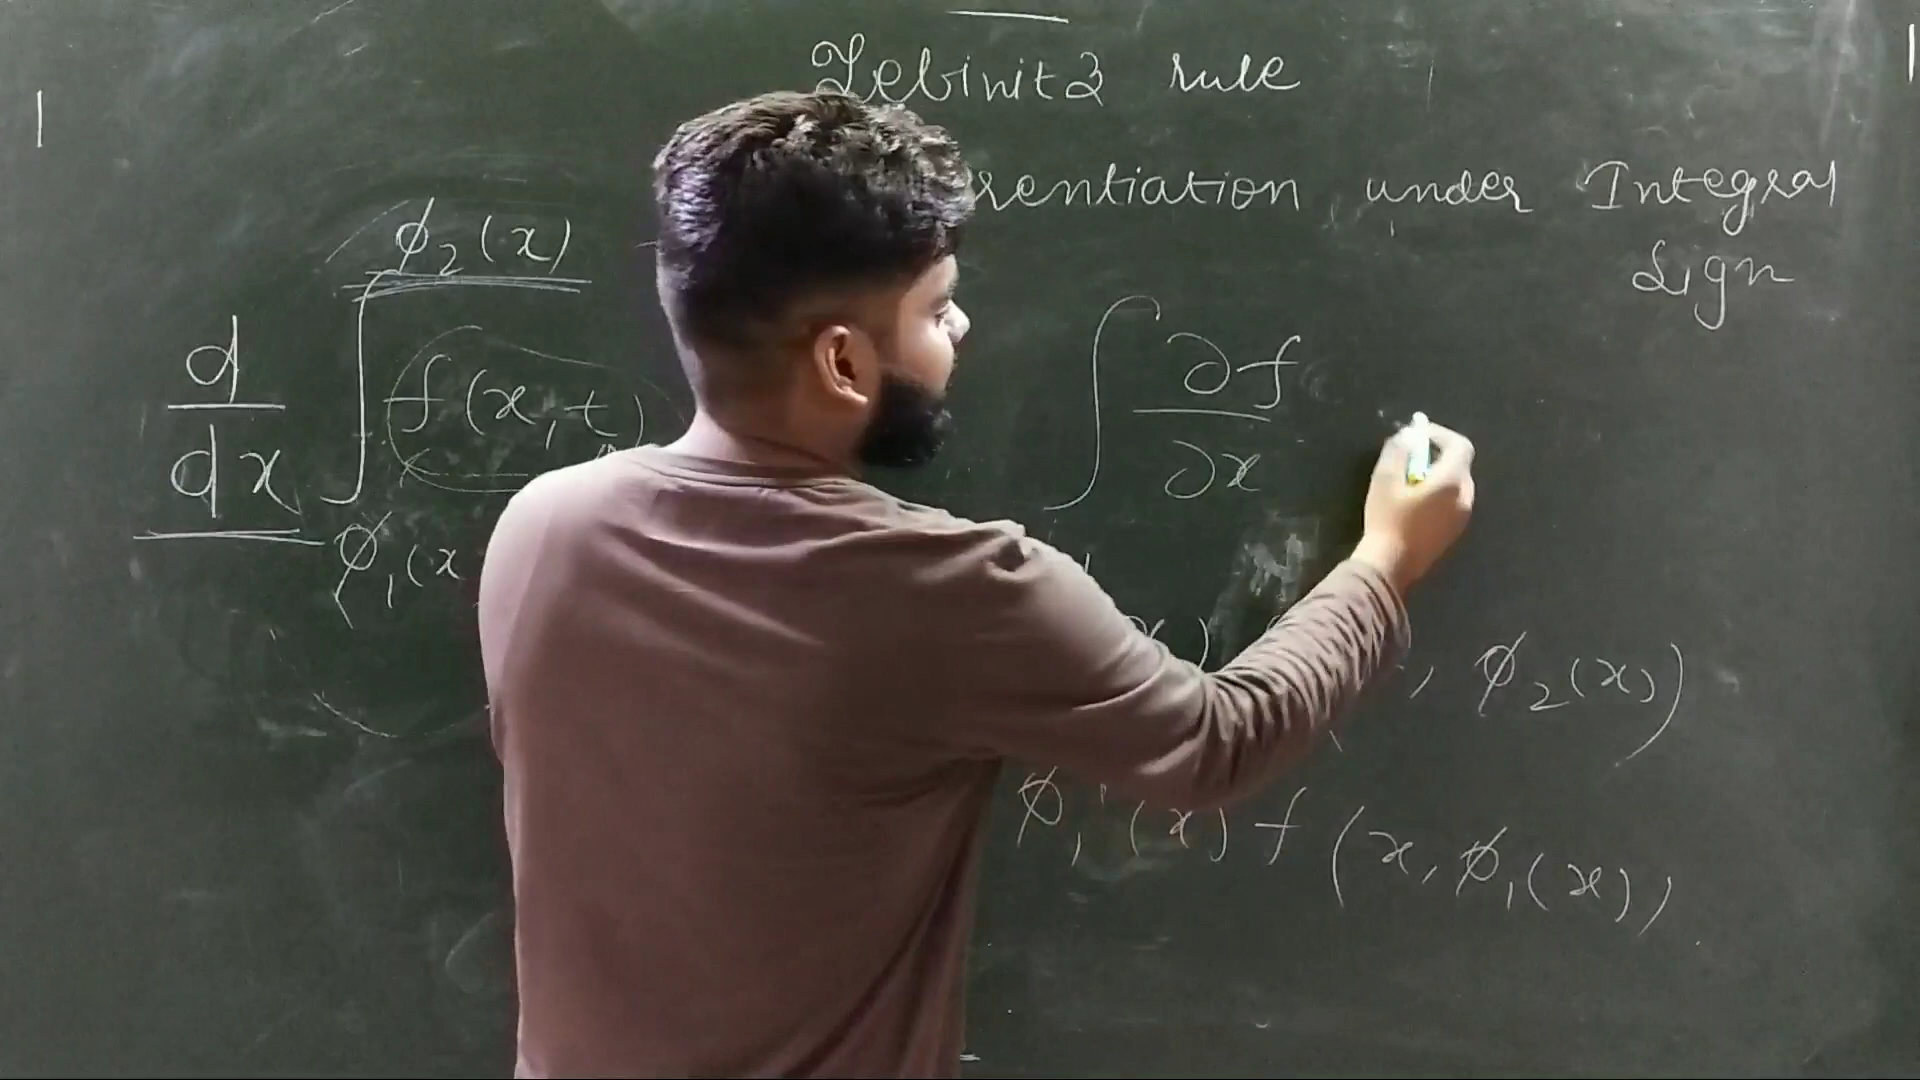 Lebinitz rule
rentiation under Integral
Sign
d/dx ∫ ϕ₂(x) f(x,t) ϕ₁(x
∫ ∂f/∂x
, ϕ₂(x))
ϕ₁'(x) f(x, ϕ₁(x))